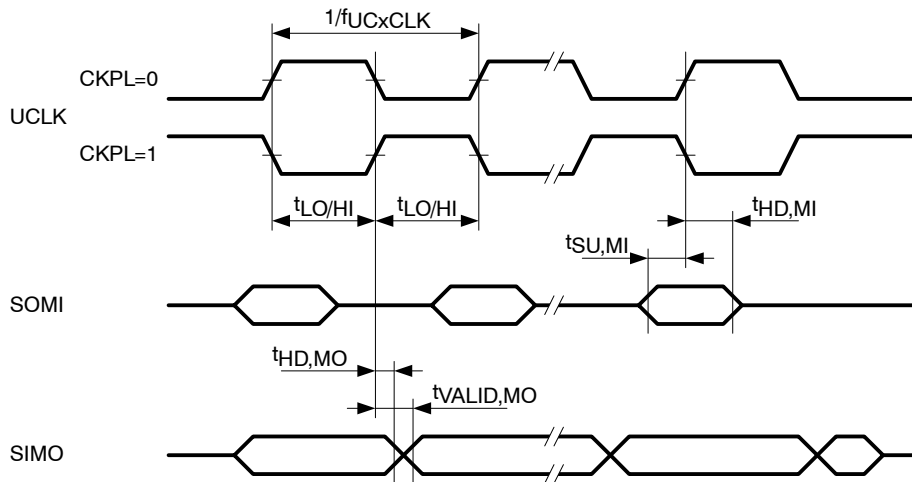 1/fUCxCLK
CKPL=0
UCLK
CKPL=1
tLO/HI tLO/HI
tHD,MI
tSU,MI
SOMI
tHD,MO
tVALID,MO
SIMO